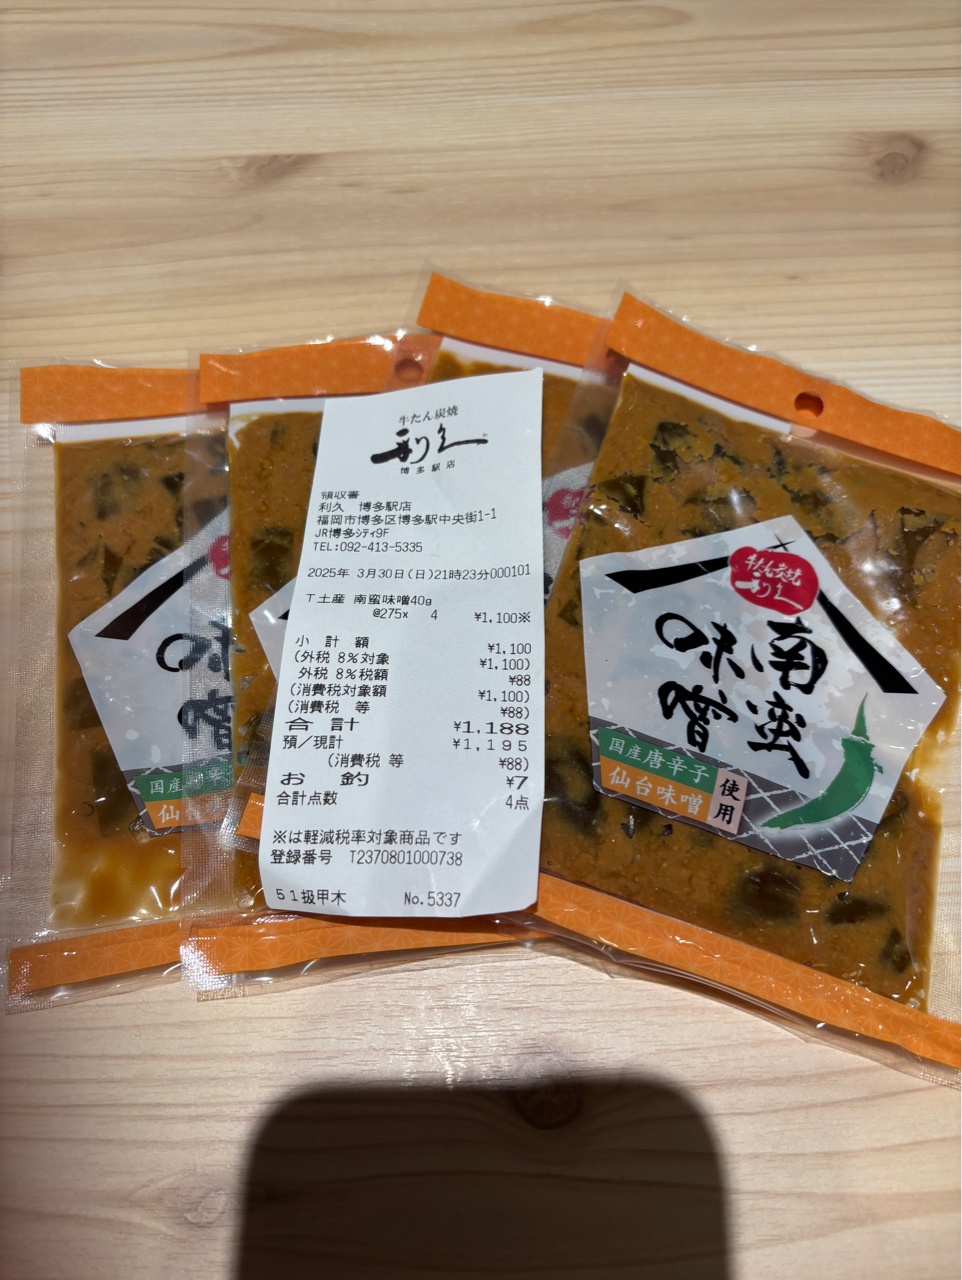 牛たん炭焼
利久
博多駅店
領収書
利久 博多駅店
福岡市博多区博多駅中央街1-1
JR博多シティ9F
TEL:092-413-5335
2025年 3月30日(日)21時23分000101
T土産 南蛮味噌40g
@275x 4 ¥1,100※
小計額 ¥1,100
(外税 8%対象 ¥1,100)
外税 8%税額 ¥88
(消費税対象額 ¥1,100)
(消費税 等 ¥88)
合計 ¥1,188
預/現計 ¥1,195
(消費税 等 ¥88)
お釣 ¥7
合計点数 4点
※は軽減税率対象商品です
登録番号 T2370801000738
51扱甲木 No.5337
牛たん炭焼
利久
南蛮
味噌
国産唐辛子
仙台味噌
使用
味噌
国産
仙